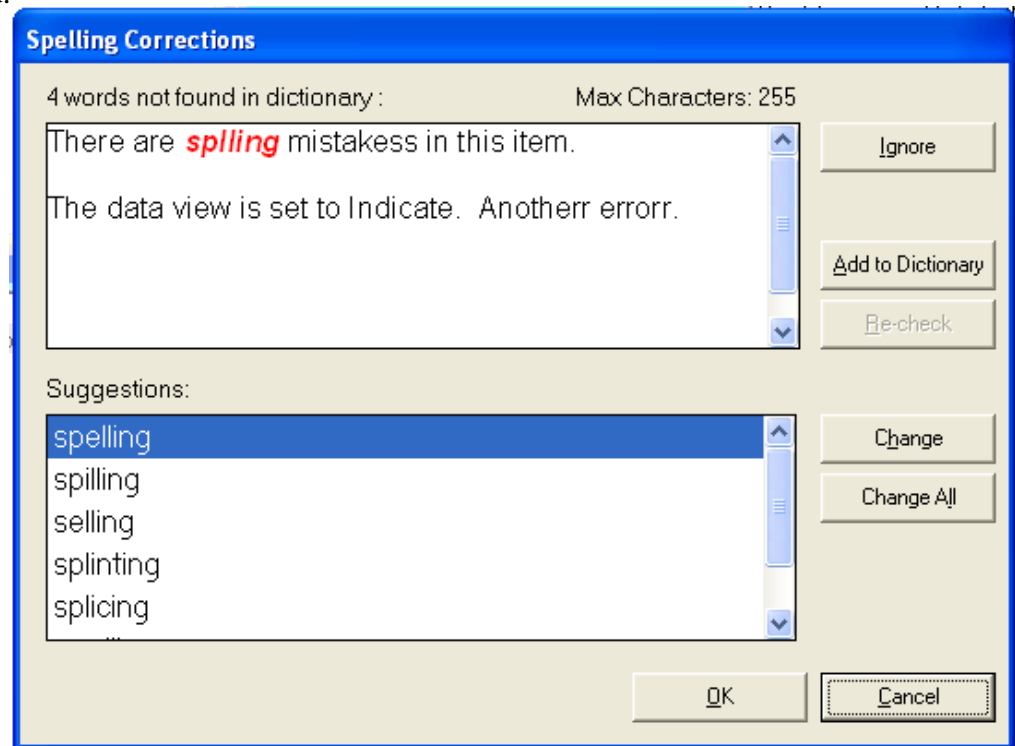 Spelling Corrections
4 words not found in dictionary : Max Characters: 255
There are splling mistakess in this item.
Ignore
The data view is set to Indicate. Anotherr errorr.
Add to Dictionary
Re-check
Suggestions:
spelling
Change
spilling
Change All
selling
splinting
splicing
OK Cancel